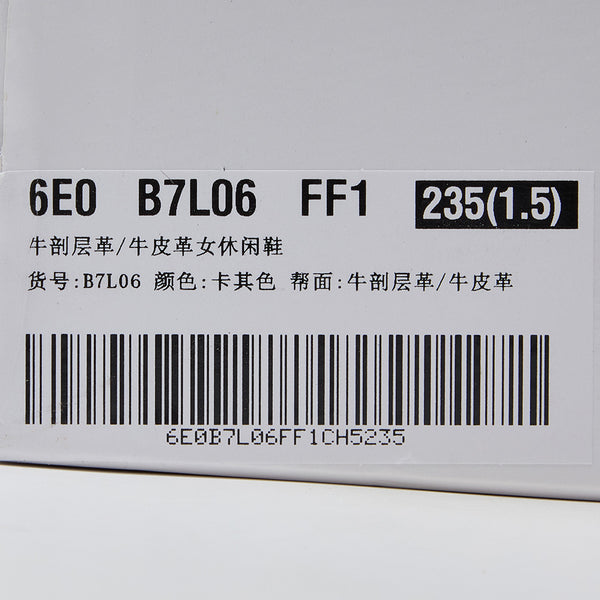 6E0 B7L06 FF1 235(1.5)
牛剖层革/牛皮革女休闲鞋
货号:B7L06 颜色:卡其色 帮面:牛剖层革/牛皮革
6E0B7L06FF1CH5235